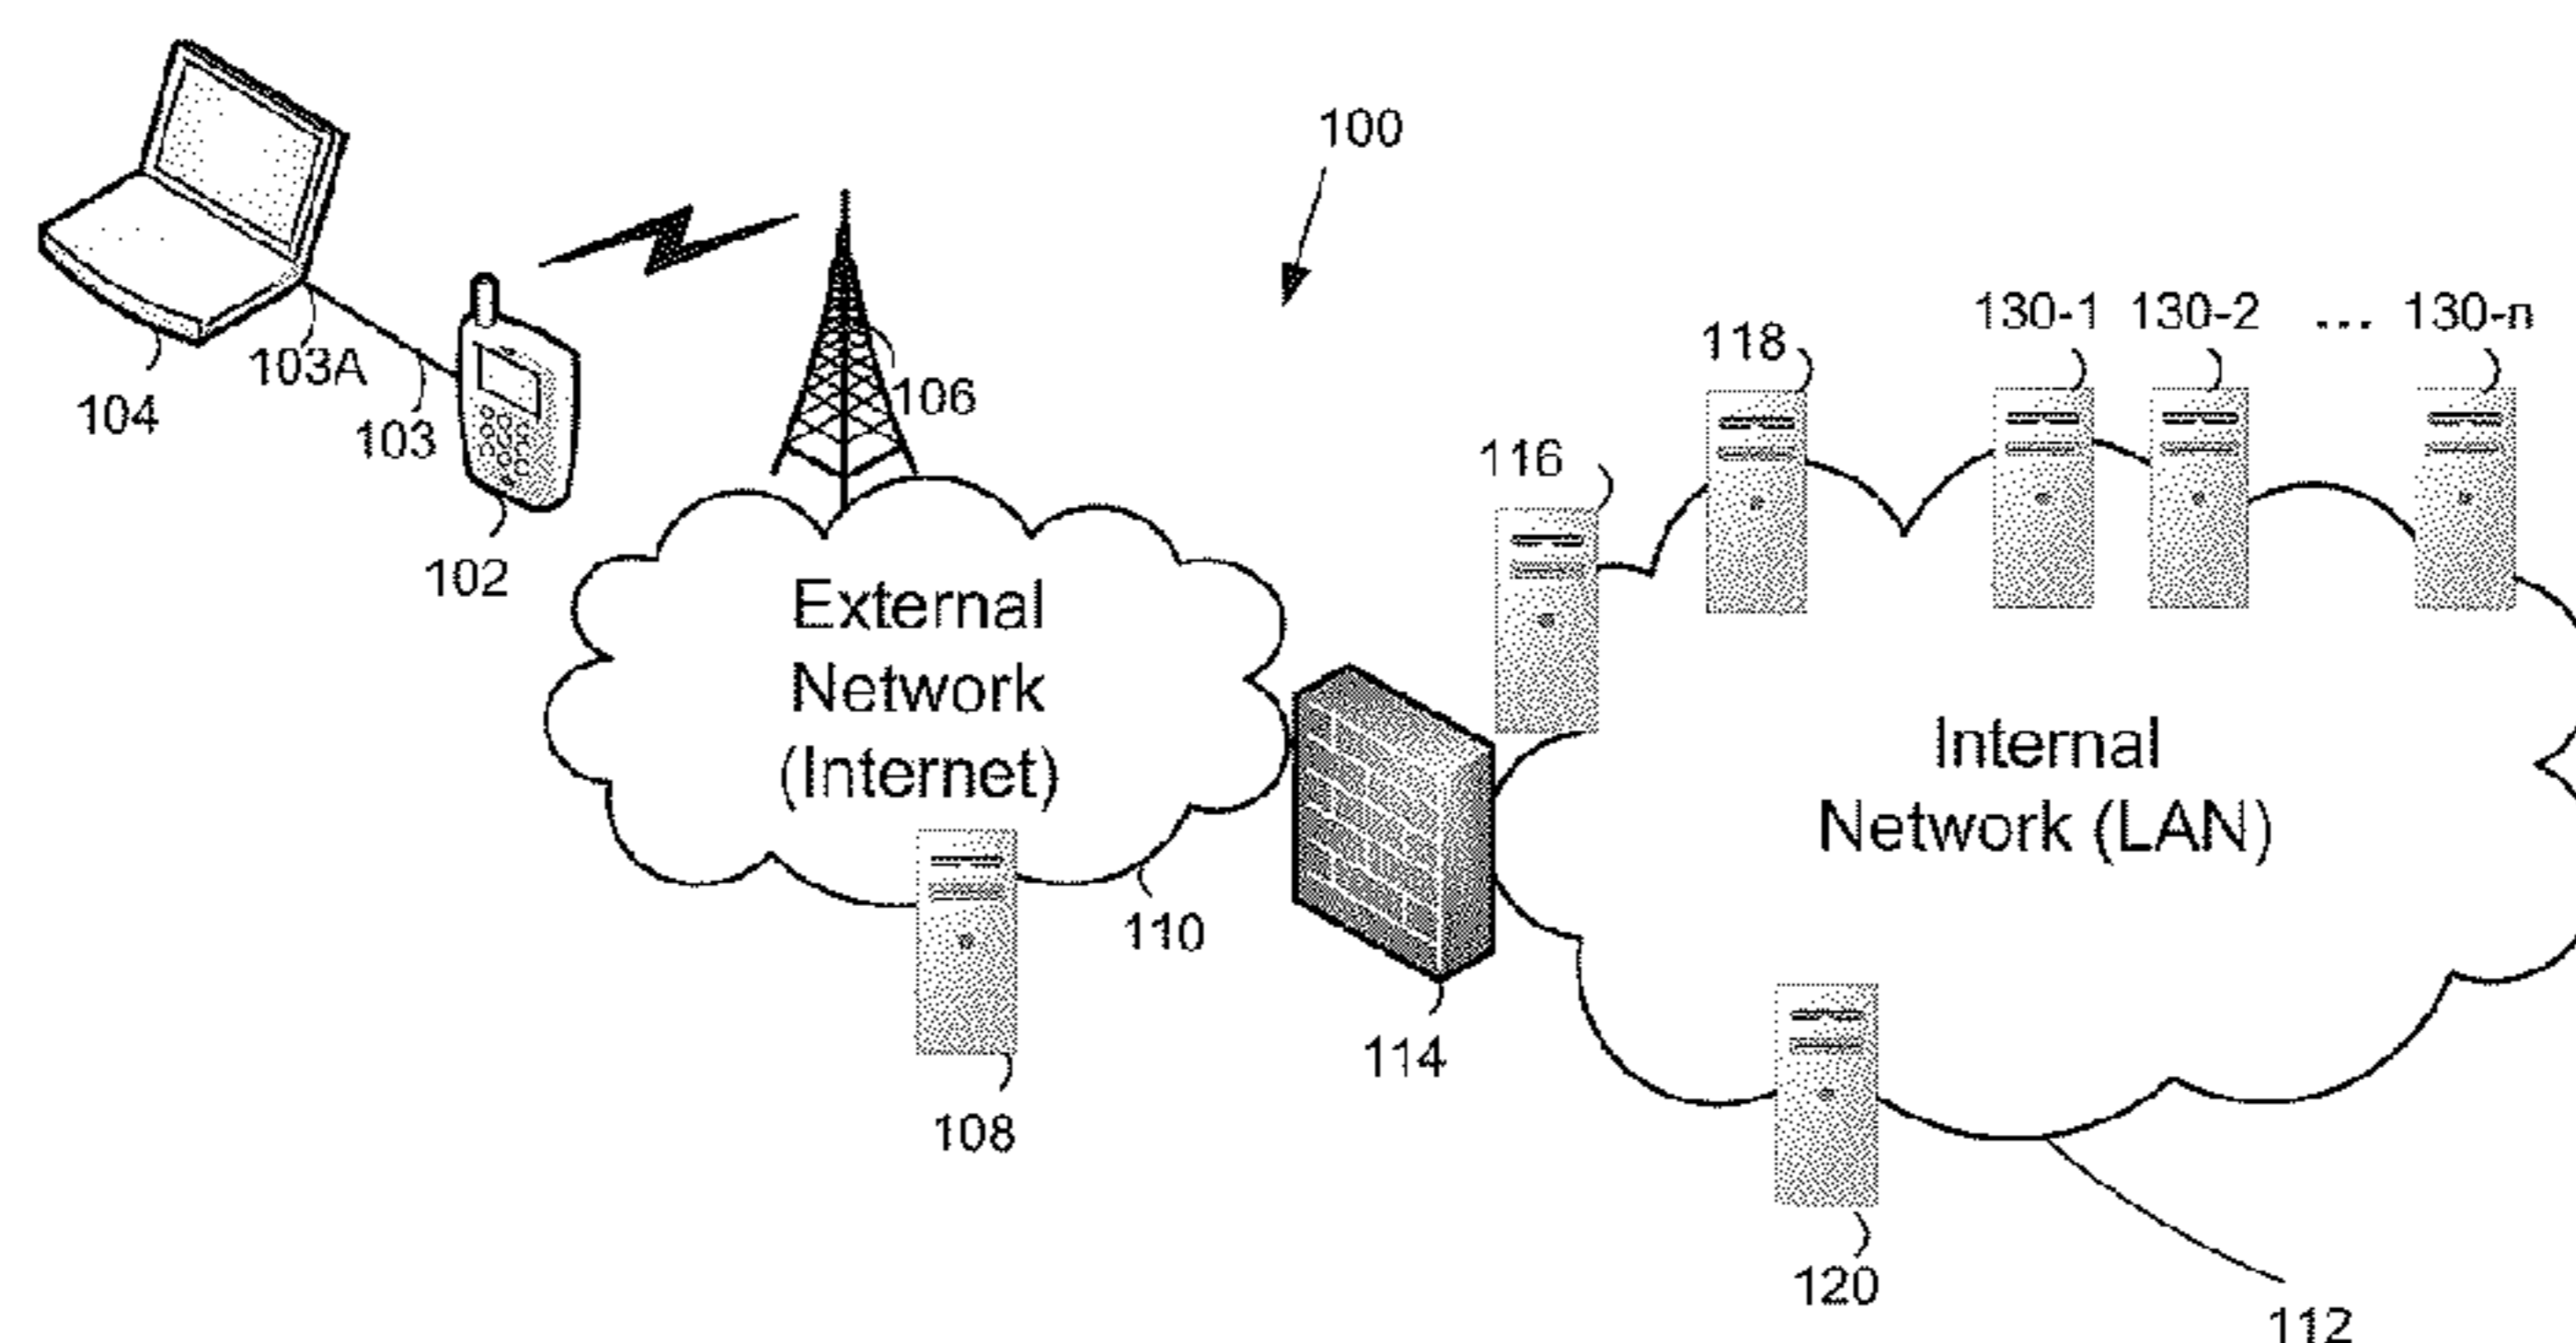 100
130-1 130-2 ... 130-n
118
103A
106
104
103
116
102
External
Network
(Internet)
Internal
Network (LAN)
110
114
108
120
112